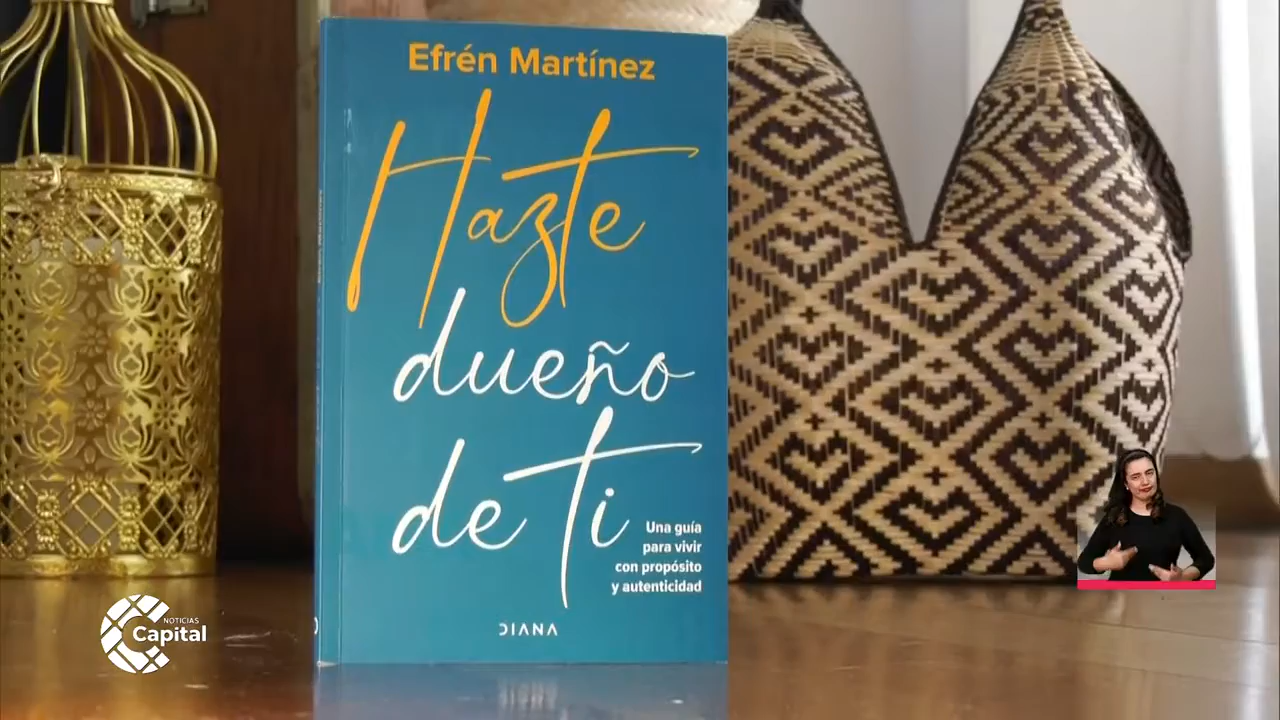 Efrén Martínez
Hazte
dueño
de ti
Una guía
para vivir
con propósito
y autenticidad
DIANA
NOTICIAS
Capital